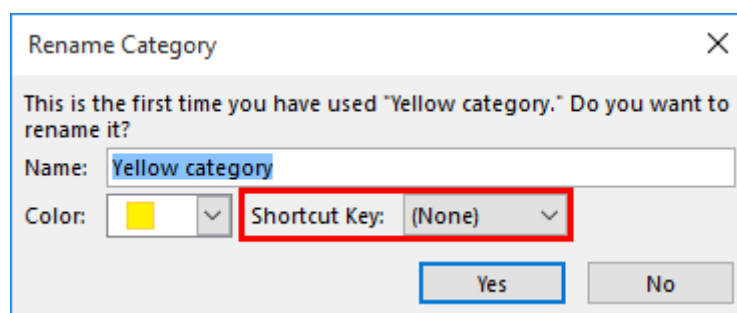 Rename Category
This is the first time you have used "Yellow category." Do you want to
rename it?
Name: Yellow category
Color: Shortcut Key: (None)
Yes No